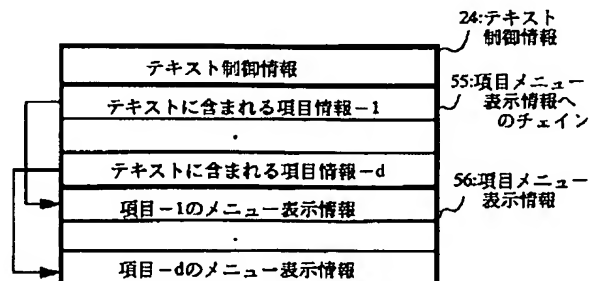 24:テキスト
制御情報
テキスト制御情報
55:項目メニュー
表示情報へ
のチェイン
テキストに含まれる項目情報－1
・
テキストに含まれる項目情報－d
56:項目メニュー
表示情報
項目－1のメニュー表示情報
・
項目－dのメニュー表示情報